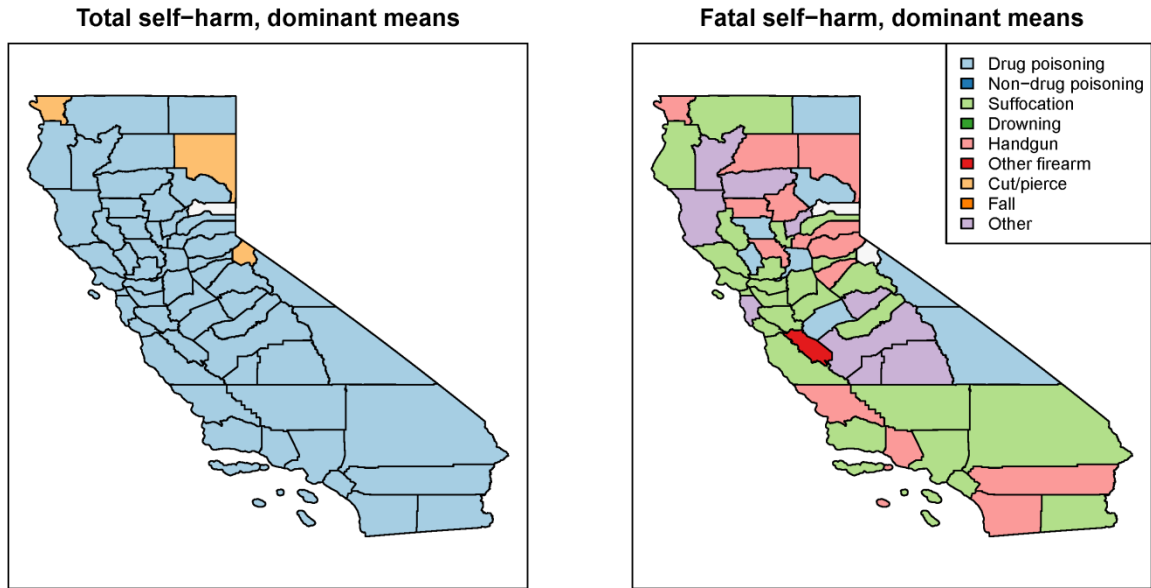 Total self−harm, dominant means
Fatal self−harm, dominant means
Drug poisoning
Non−drug poisoning
Suffocation
Drowning
Handgun
Other firearm
Cut/pierce
Fall
Other